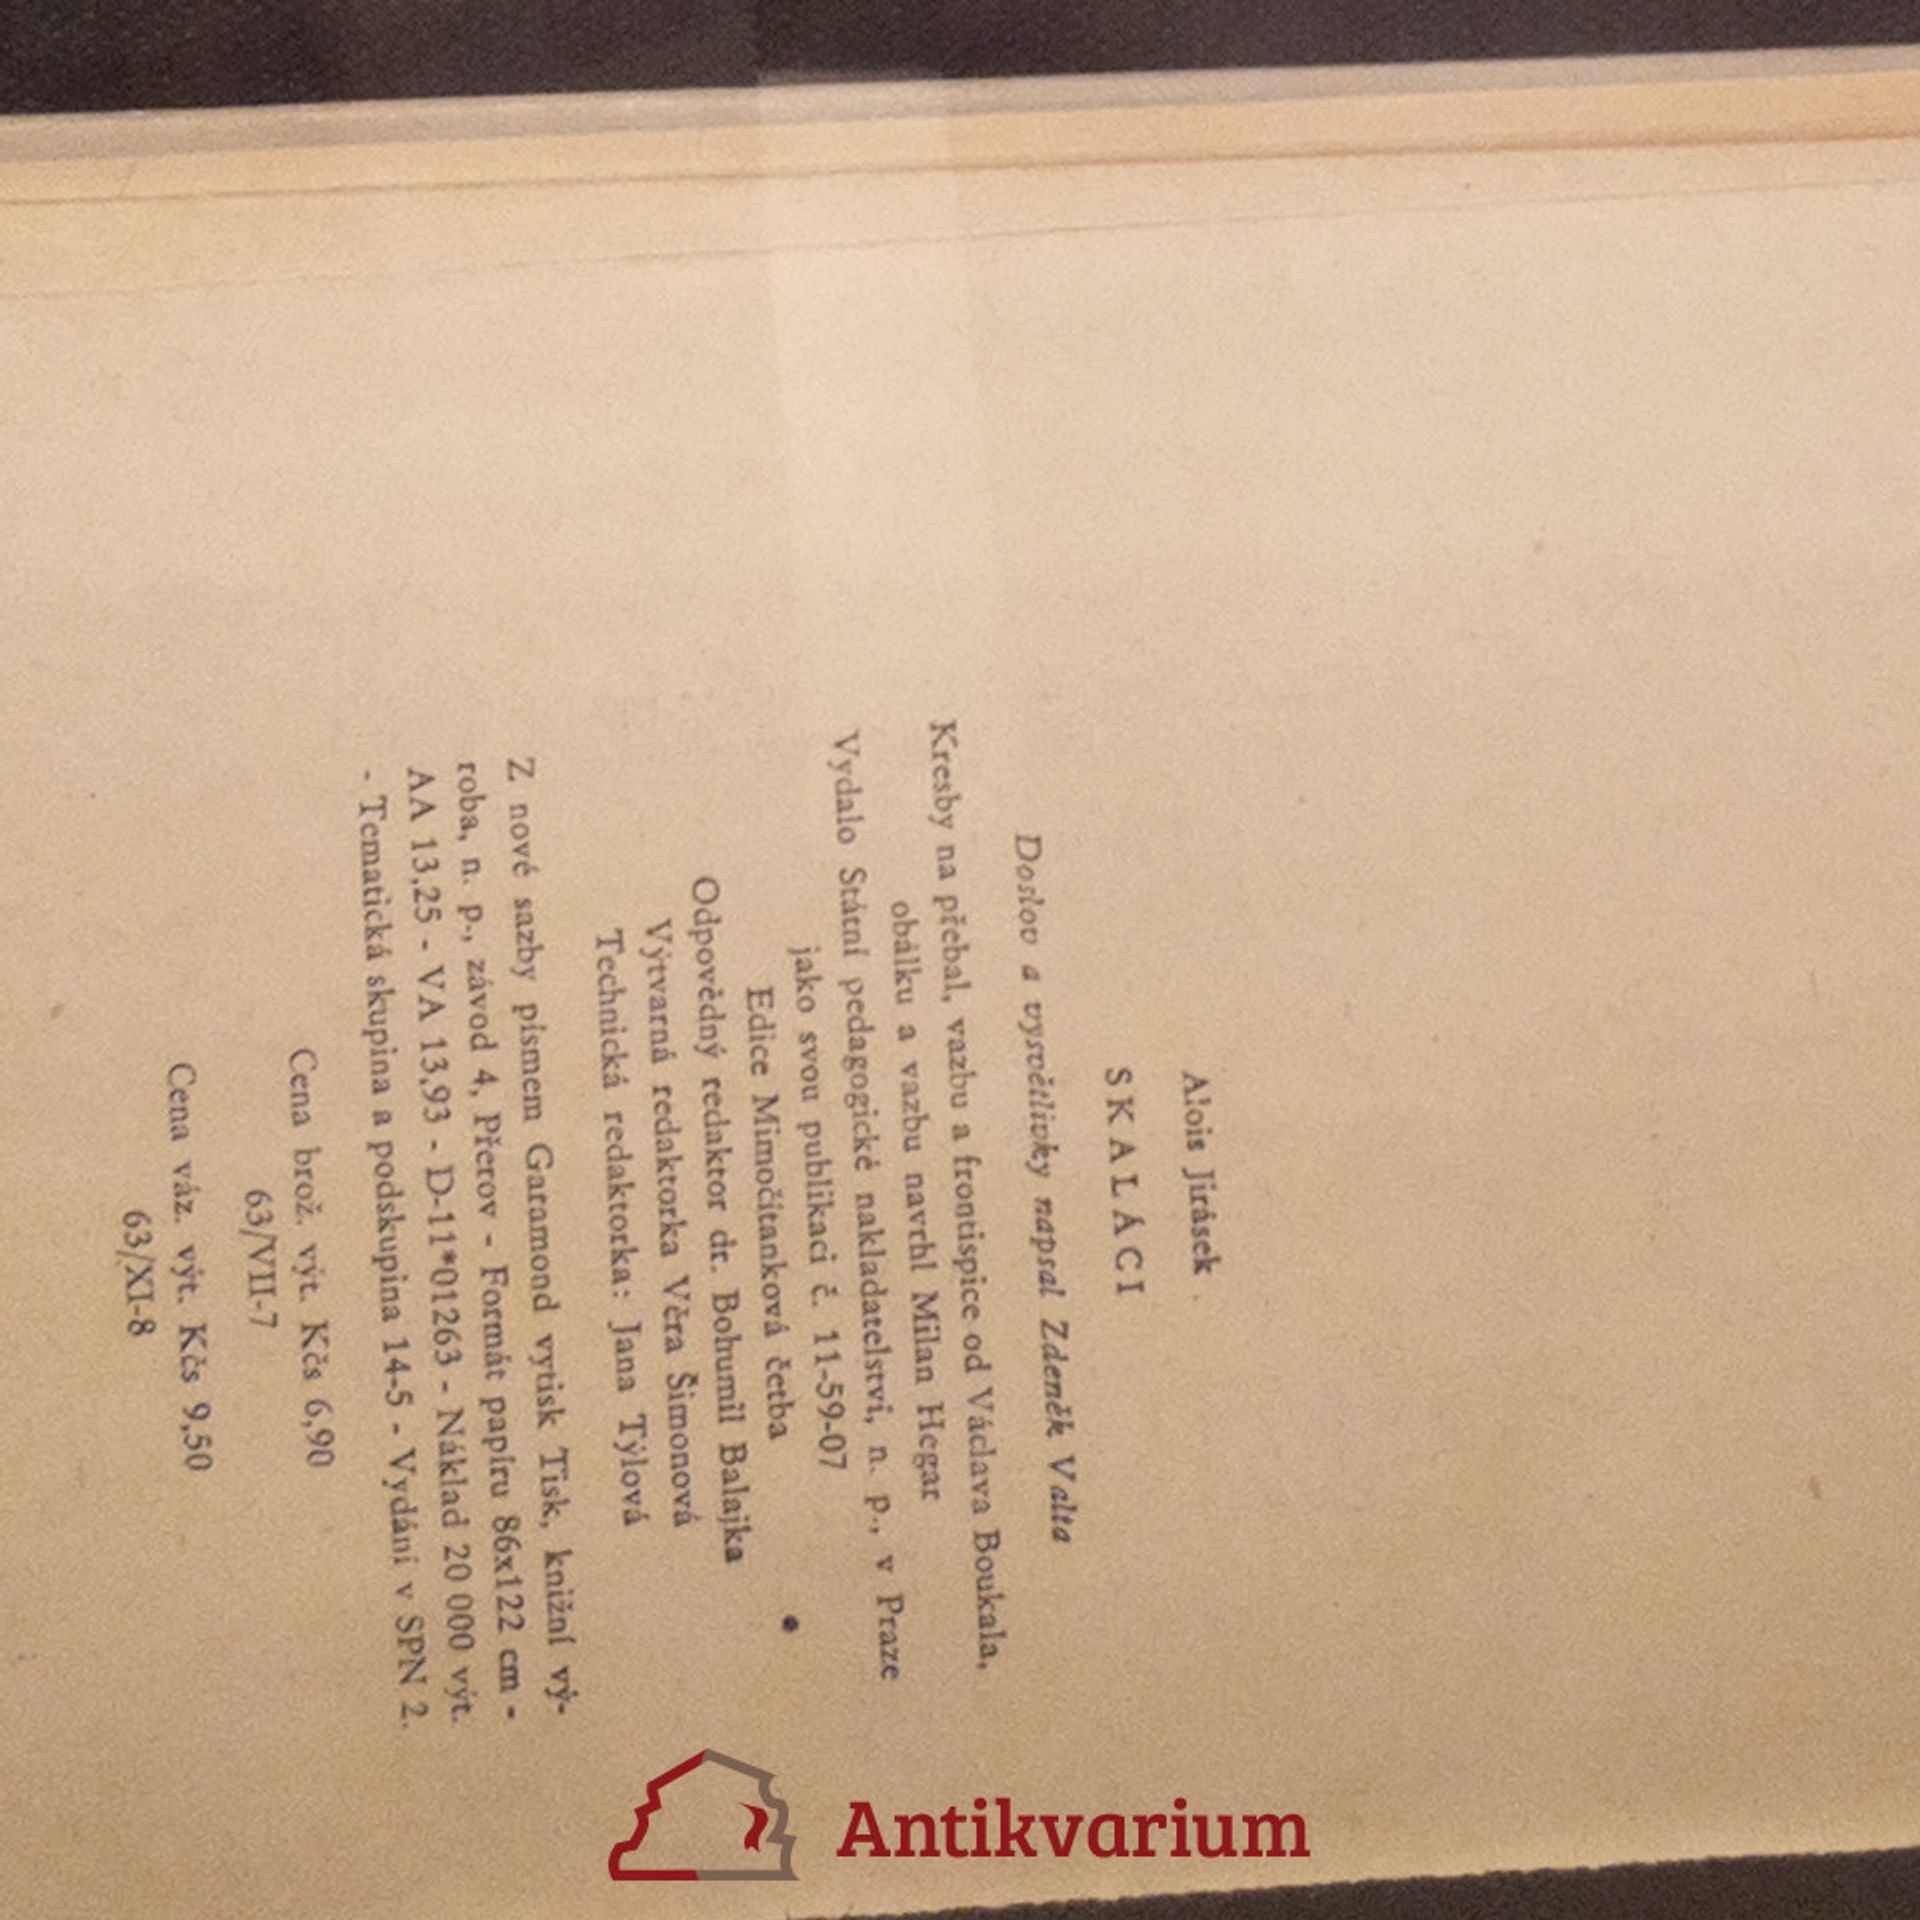 Alois Jirásek
SKALÁCI
Doslov a vysvětlivky napsal Zdeněk Valta
Kresby na přebal, vazbu a frontispice od Václava Boukala,
obálku a vazbu navrhl Milan Hegar
Vydalo Státní pedagogické nakladatelství, n. p., v Praze
jako svou publikaci č. 11-59-07
Edice Mimočítanková četba
Odpovědný redaktor dr. Bohumil Balajka
Výtvarná redaktorka Věra Šimonová
Technická redaktorka: Jana Týlová
Z nové sazby písmem Garamond vytisk Tisk, knižní vý-
roba, n. p., závod 4, Přerov - Formát papíru 86x122 cm -
AA 13,25 - VA 13,93 - D-11*01263 - Náklad 20 000 výt.
- Tematická skupina a podskupina 14-5 - Vydání v SPN 2.
Cena brož. výt. Kčs 6,90
63/VII-7
Cena váz. výt. Kčs 9,50
63/XI-8
Antikvarium